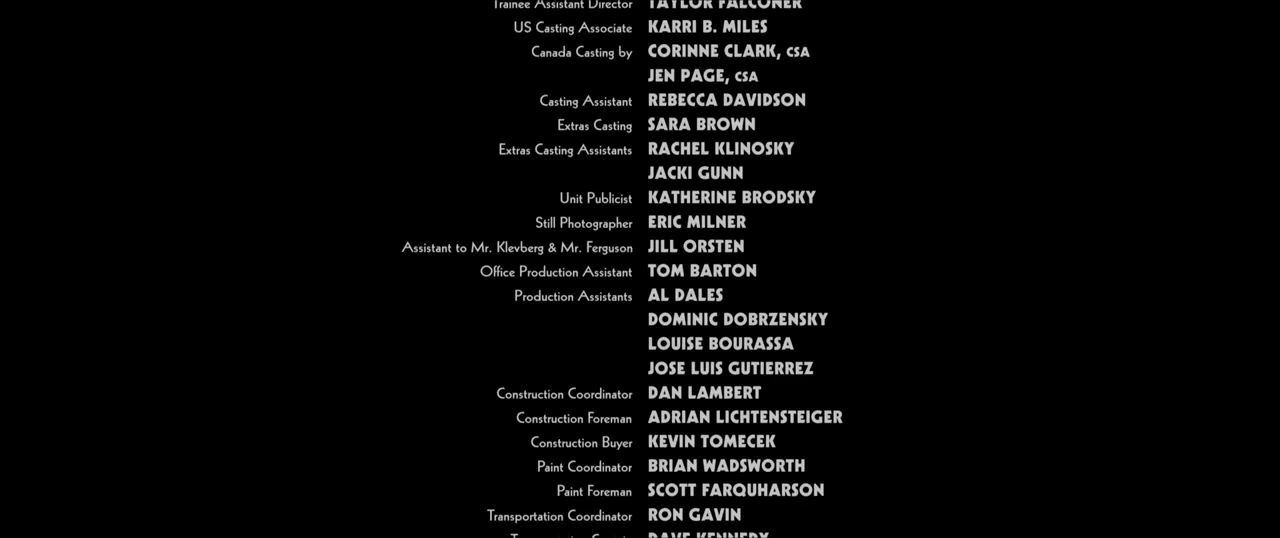 Trainee Assistant Director TAYLOR FALCONER
US Casting Associate KARRI B. MILES
Canada Casting by CORINNE CLARK, CSA
JEN PAGE, CSA
Casting Assistant REBECCA DAVIDSON
Extras Casting SARA BROWN
Extras Casting Assistants RACHEL KLINOSKY
JACKI GUNN
Unit Publicist KATHERINE BRODSKY
Still Photographer ERIC MILNER
Assistant to Mr. Klevberg & Mr. Ferguson JILL ORSTEN
Office Production Assistant TOM BARTON
Production Assistants AL DALES
DOMINIC DOBRZENSKY
LOUISE BOURASSA
JOSE LUIS GUTIERREZ
Construction Coordinator DAN LAMBERT
Construction Foreman ADRIAN LICHTENSTEIGER
Construction Buyer KEVIN TOMECEK
Paint Coordinator BRIAN WADSWORTH
Paint Foreman SCOTT FARQUHARSON
Transportation Coordinator RON GAVIN
DAVE KENNEDY